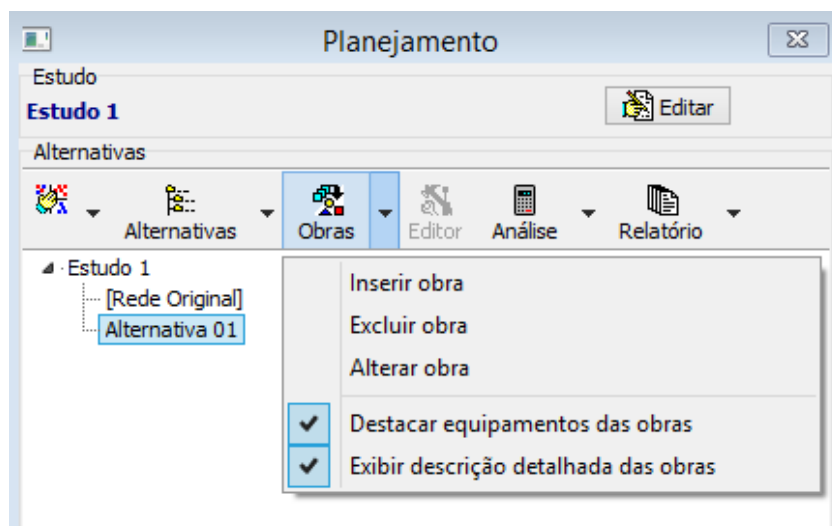 Planejamento
Estudo
Estudo 1
Editar
Alternativas
Alternativas Obras Editor Análise Relatório
Estudo 1
[Rede Original]
Alternativa 01
Inserir obra
Excluir obra
Alterar obra
Destacar equipamentos das obras
Exibir descrição detalhada das obras